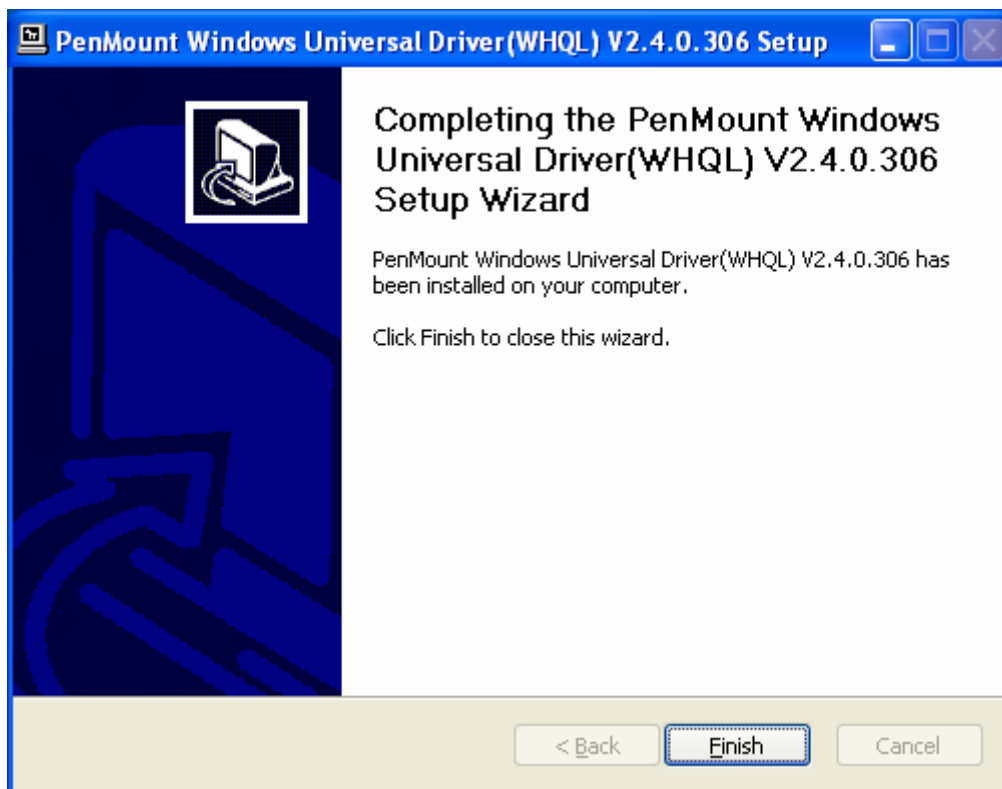 PenMount Windows Universal Driver(WHQL) V2.4.0.306 Setup
Completing the PenMount Windows
Universal Driver(WHQL) V2.4.0.306
Setup Wizard
PenMount Windows Universal Driver(WHQL) V2.4.0.306 has
been installed on your computer.
Click Finish to close this wizard.
< Back Finish Cancel